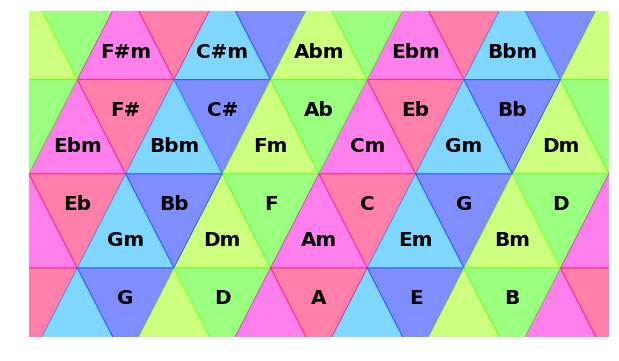 F#m C#m Abm Ebm Bbm
F# C# Ab Eb Bb
Ebm Bbm Fm Cm Gm Dm
Eb Bb F C G D
Gm Dm Am Em Bm
G D A E B